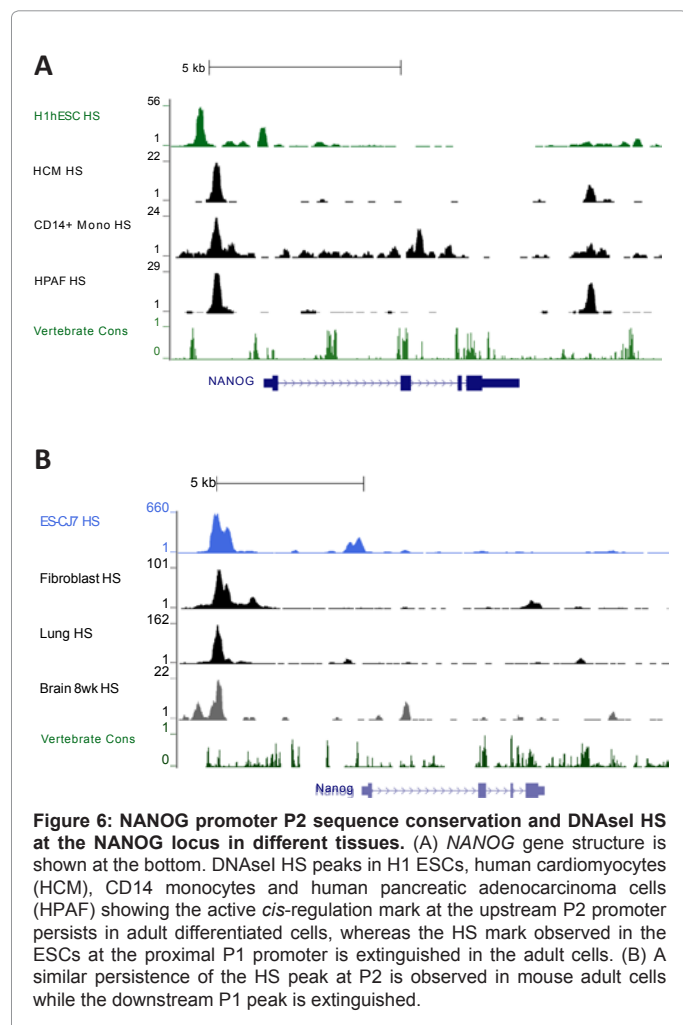 A
5 kb
H1hESC HS
56
1
HCM HS
22
1
CD14+ Mono HS
24
1
HPAF HS
29
1
Vertebrate Cons
1
0
NANOG
B
5 kb
ES-CJ7 HS
660
1
Fibroblast HS
101
1
Lung HS
162
1
Brain 8wk HS
22
1
Vertebrate Cons
1
0
Nanog
Nanog
Figure 6: NANOG promoter P2 sequence conservation and DNAseI HS
at the NANOG locus in different tissues. (A) NANOG gene structure is
shown at the bottom. DNAseI HS peaks in H1 ESCs, human cardiomyocytes
(HCM), CD14 monocytes and human pancreatic adenocarcinoma cells
(HPAF) showing the active cis-regulation mark at the upstream P2 promoter
persists in adult differentiated cells, whereas the HS mark observed in the
ESCs at the proximal P1 promoter is extinguished in the adult cells. (B) A
similar persistence of the HS peak at P2 is observed in mouse adult cells
while the downstream P1 peak is extinguished.